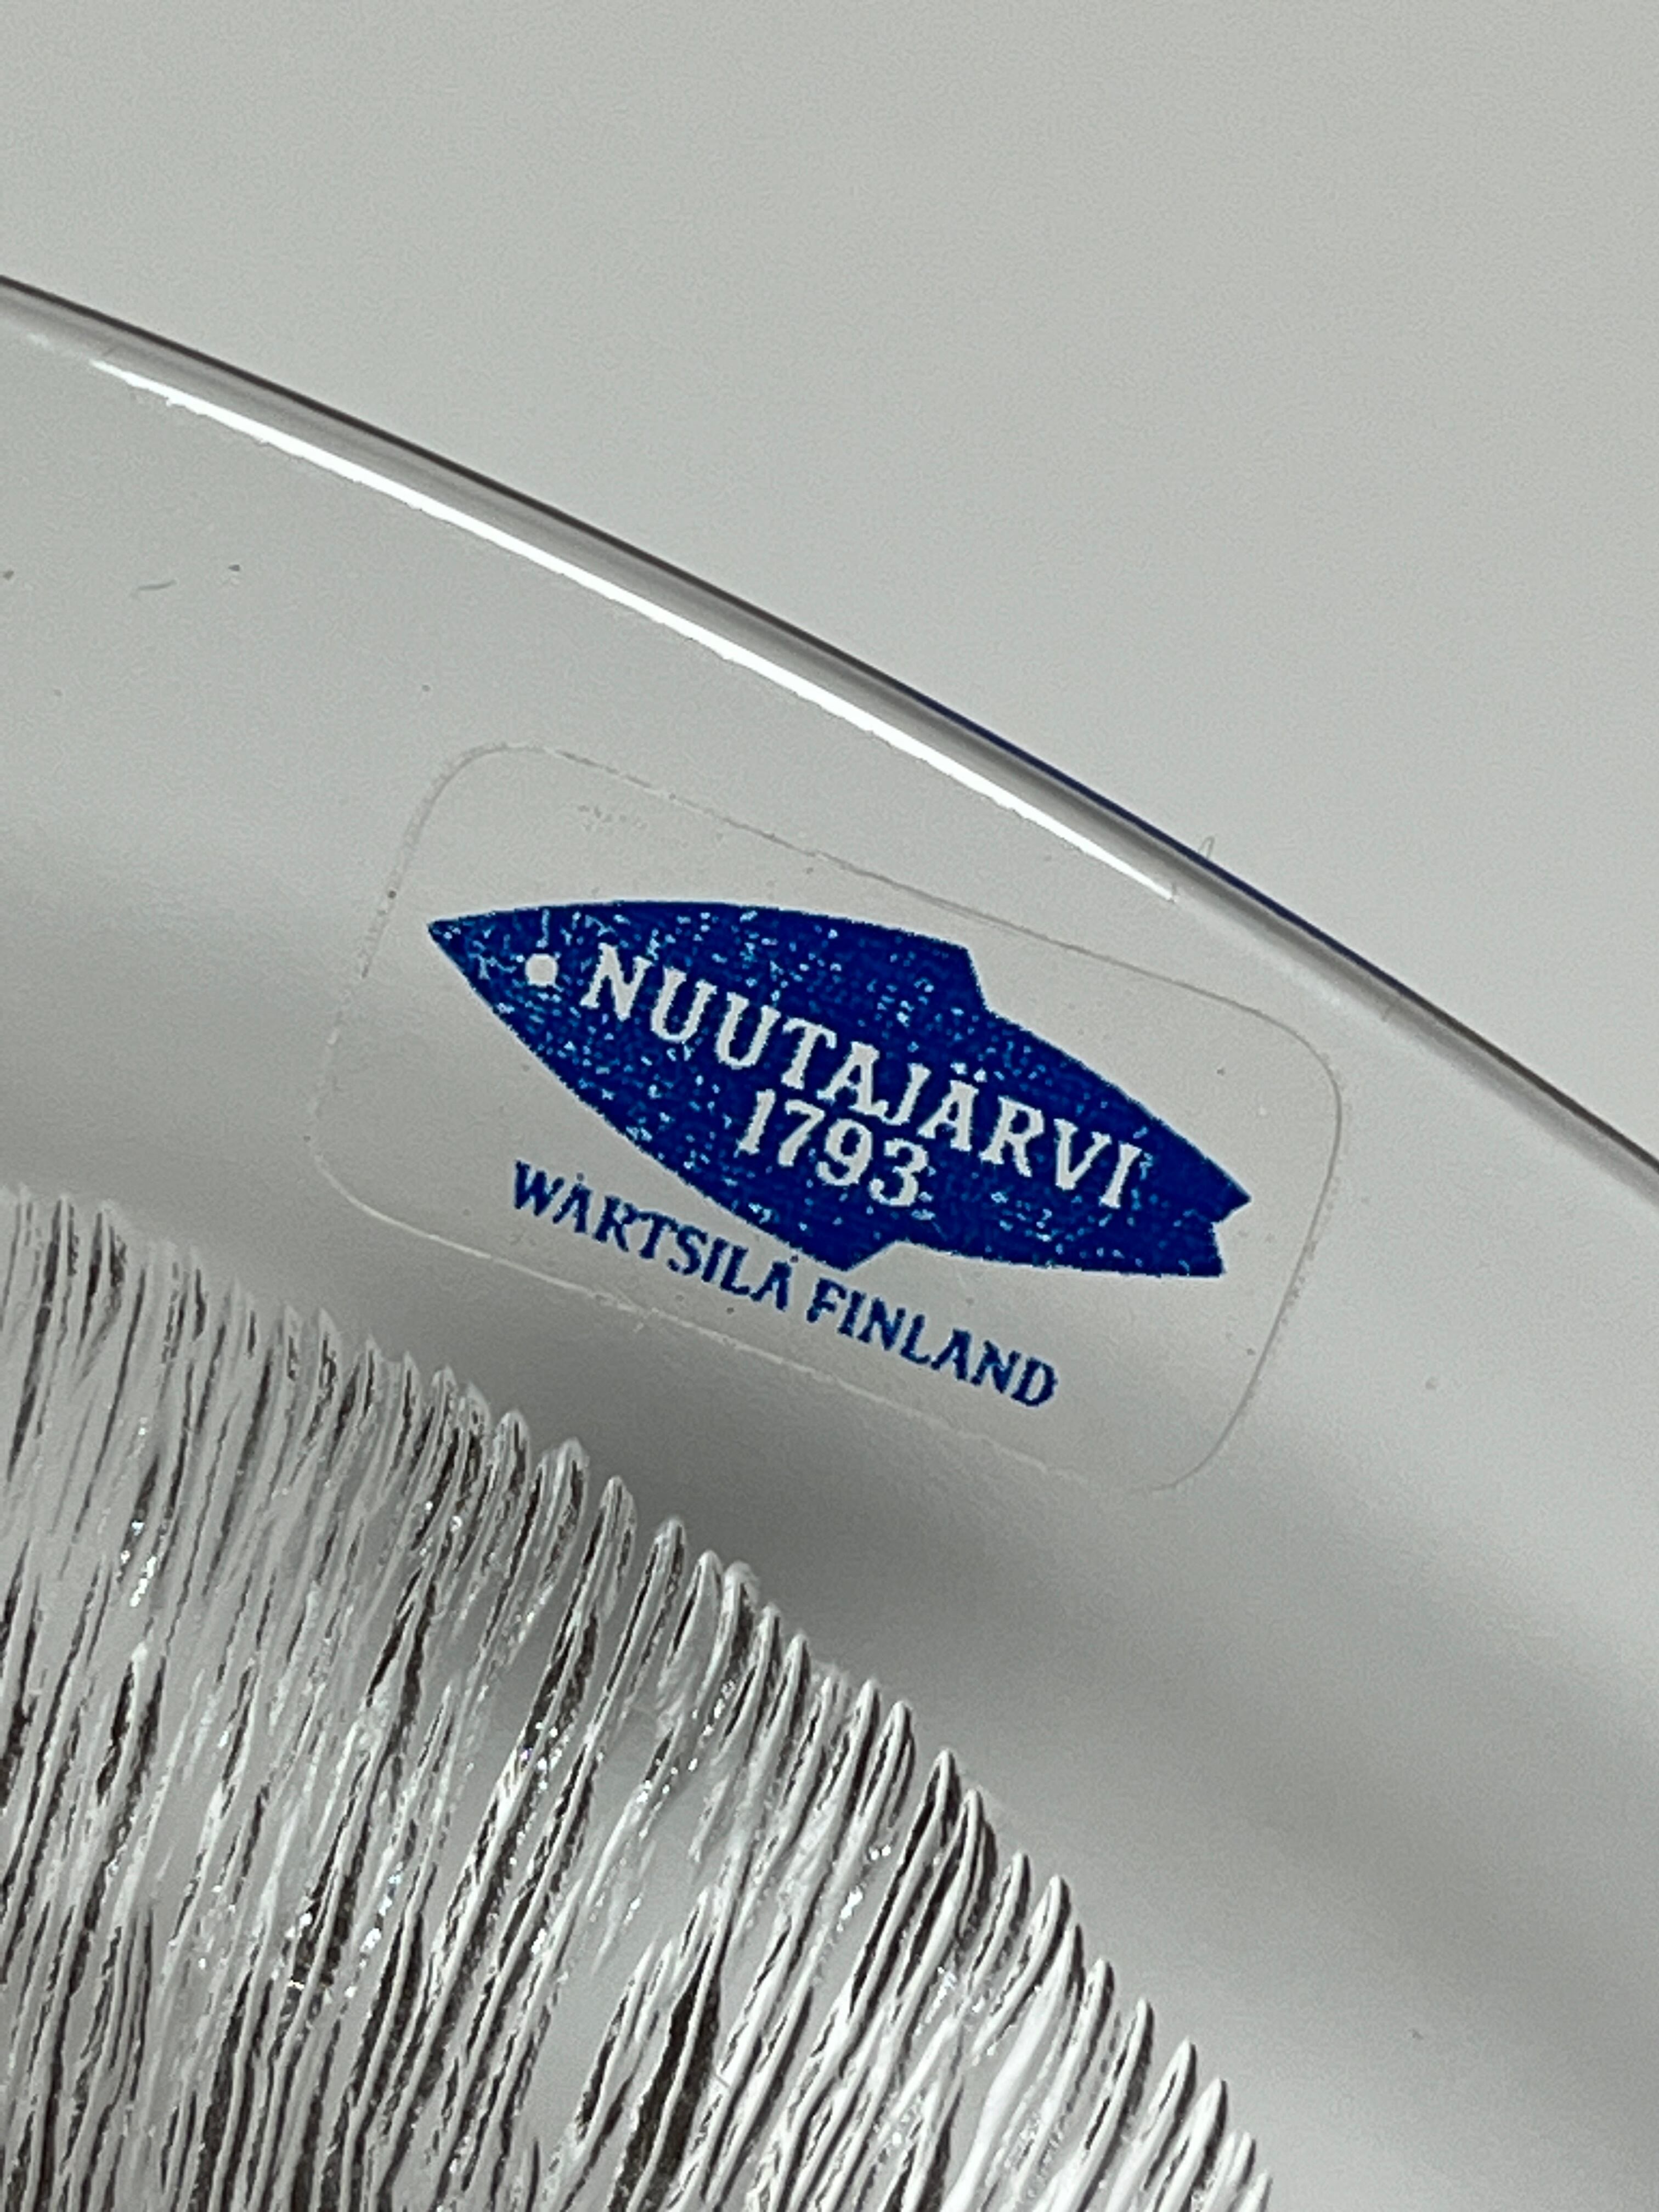 NUUTAJÄRVI
1793
WÄRTSILÄ FINLAND